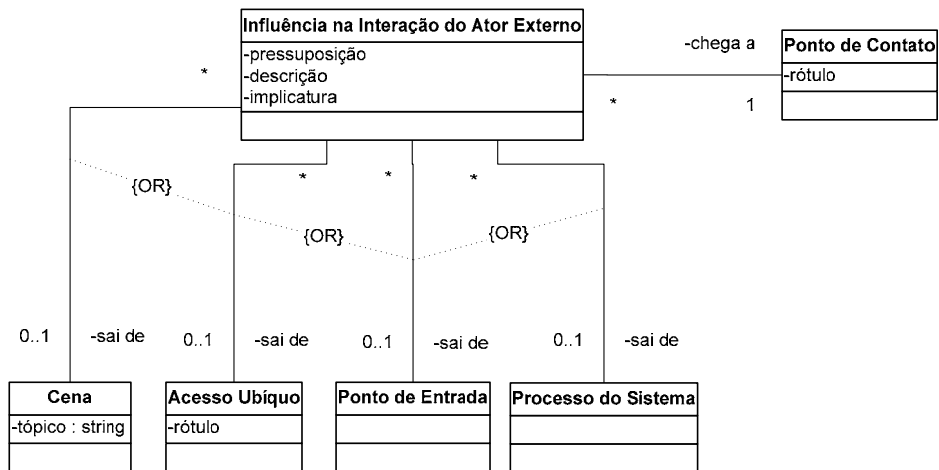 Influência na Interação do Ator Externo
-pressuposição
-descrição
-implicatura
-chega a
Ponto de Contato
-rótulo
*
*
1
*
*
*
{OR}
{OR}
{OR}
0..1
-sai de
0..1
-sai de
0..1
-sai de
0..1
-sai de
Cena
-tópico : string
Acesso Ubíquo
-rótulo
Ponto de Entrada
Processo do Sistema